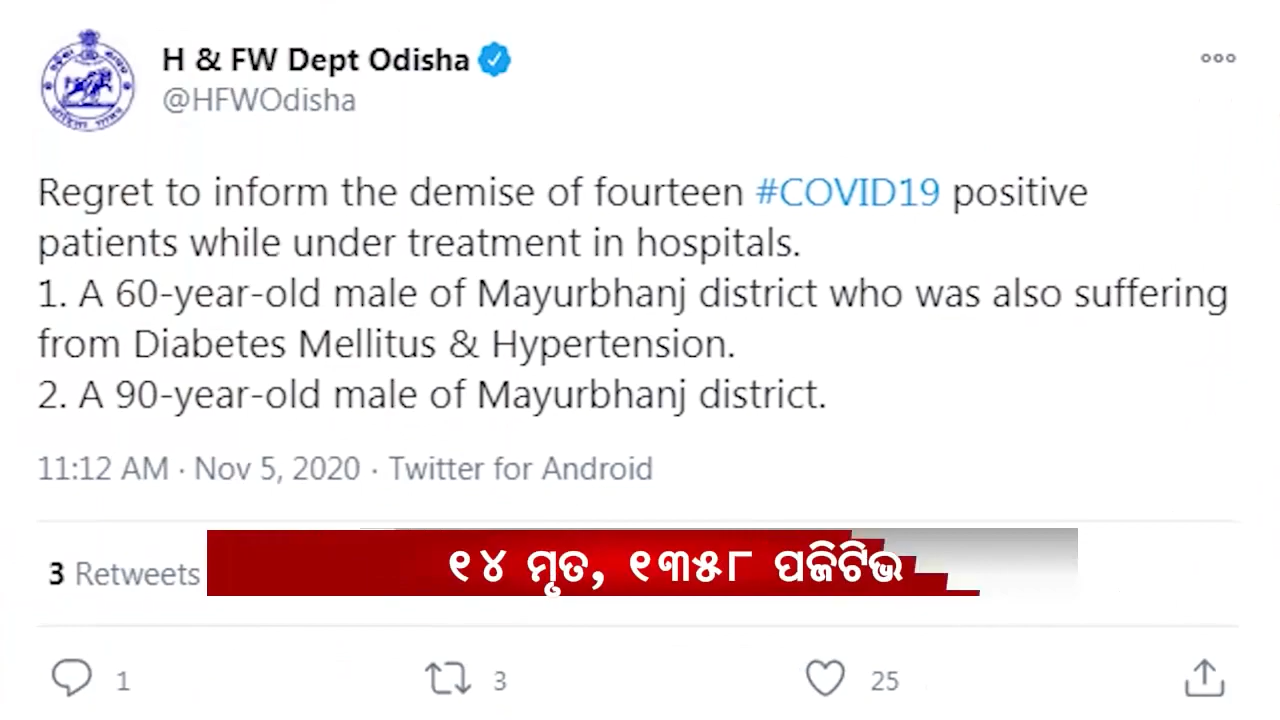 H & FW Dept Odisha
@HFWOdisha
Regret to inform the demise of fourteen #COVID19 positive
patients while under treatment in hospitals.
1. A 60-year-old male of Mayurbhanj district who was also suffering
from Diabetes Mellitus & Hypertension.
2. A 90-year-old male of Mayurbhanj district.
11:12 AM · Nov 5, 2020 · Twitter for Android
3 Retweets
୧୪ ମୃତ, ୧୩୫୮ ପଜିଟିଭ
1 3 25